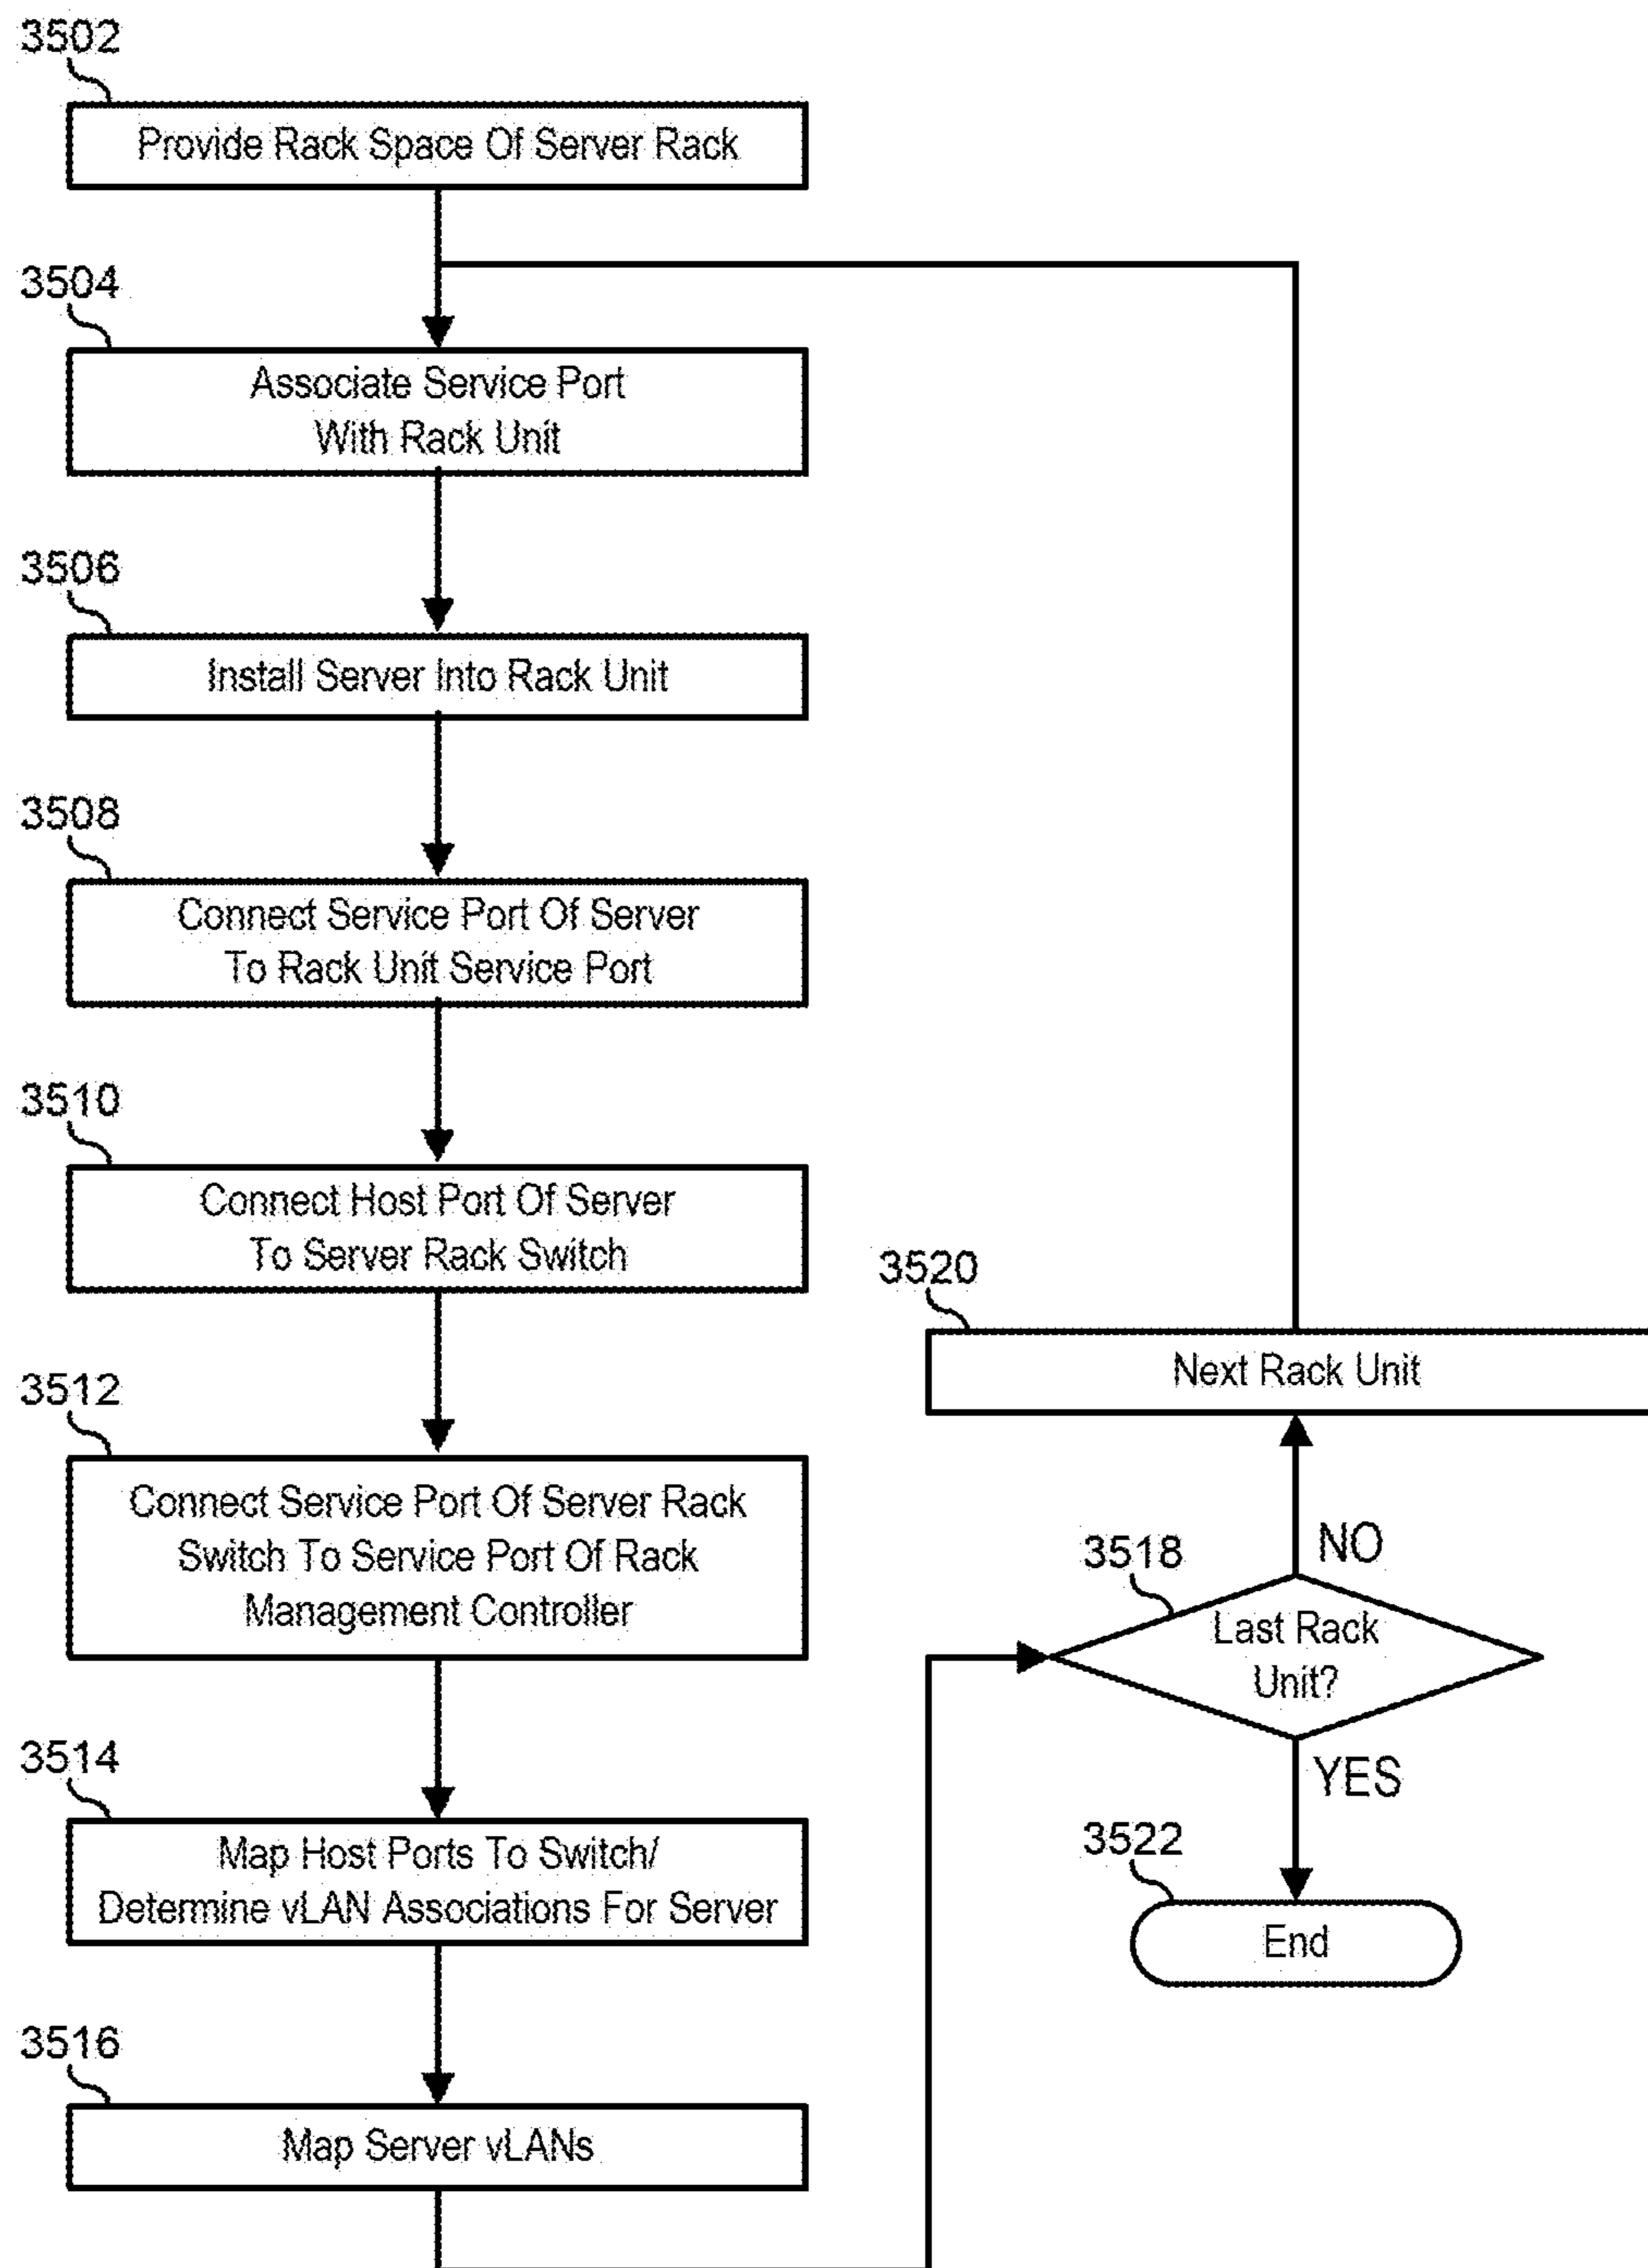 3502
Provide Rack Space Of Server Rack
3504
Associate Service Port
With Rack Unit
3506
Install Server Into Rack Unit
3508
Connect Service Port Of Server
To Rack Unit Service Port
3510
Connect Host Port Of Server
To Server Rack Switch
3512
Connect Service Port Of Server Rack
Switch To Service Port Of Rack
Management Controller
3514
Map Host Ports To Switch/
Determine vLAN Associations For Server
3516
Map Server vLANs
3520
Next Rack Unit
NO
3518
Last Rack
Unit?
YES
3522
End